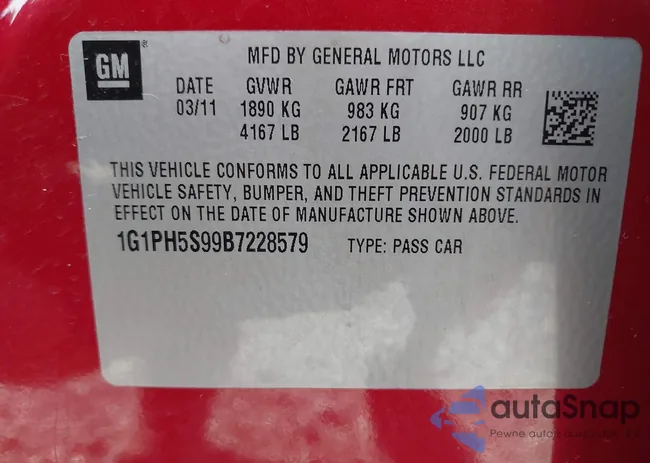 GM
®
MFD BY GENERAL MOTORS LLC
DATE GVWR GAWR FRT GAWR RR
03/11 1890 KG 983 KG 907 KG
4167 LB 2167 LB 2000 LB
THIS VEHICLE CONFORMS TO ALL APPLICABLE U.S. FEDERAL MOTOR
VEHICLE SAFETY, BUMPER, AND THEFT PREVENTION STANDARDS IN
EFFECT ON THE DATE OF MANUFACTURE SHOWN ABOVE.
1G1PH5S99B7228579 TYPE: PASS CAR
autaSnap
Pewne auto